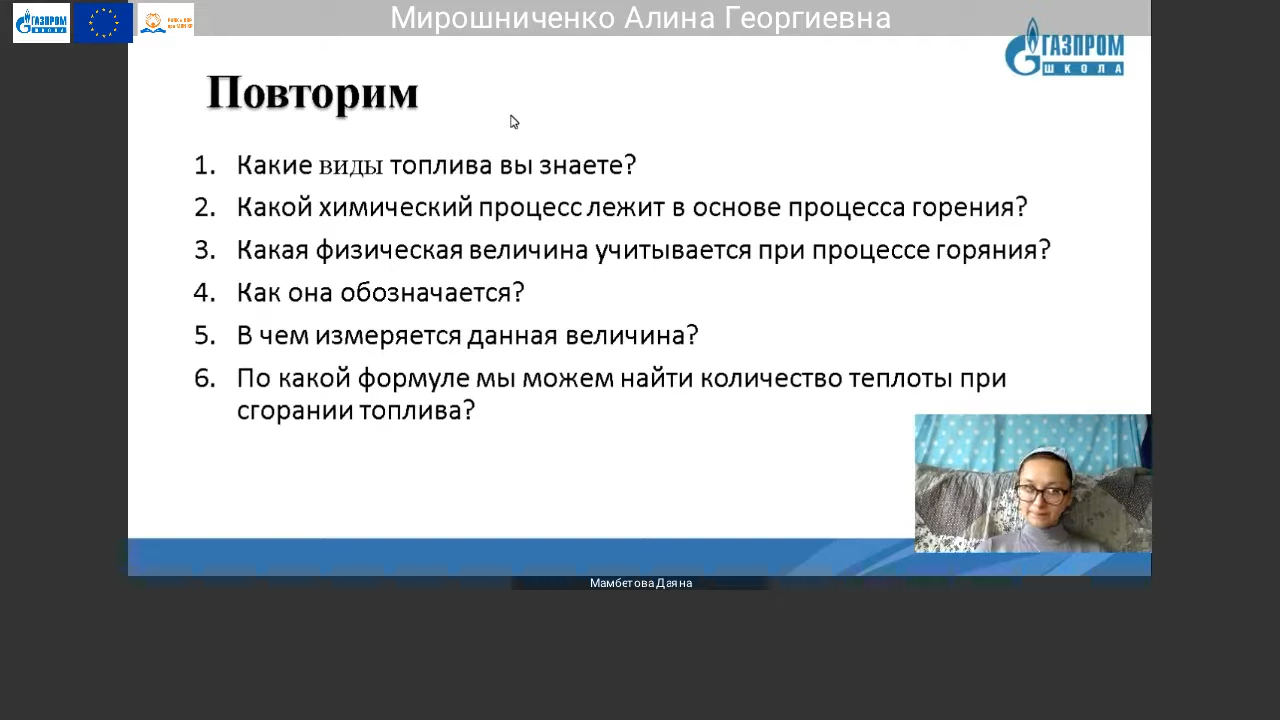 Мирошниченко Алина Георгиевна
ГАЗПРОМ
ШКОЛА
ГАЗПРОМ
ШКОЛА
Повторим
1. Какие виды топлива вы знаете?
2. Какой химический процесс лежит в основе процесса горения?
3. Какая физическая величина учитывается при процессе горяния?
4. Как она обозначается?
5. В чем измеряется данная величина?
6. По какой формуле мы можем найти количество теплоты при
сгорании топлива?
Мамбетова Даяна